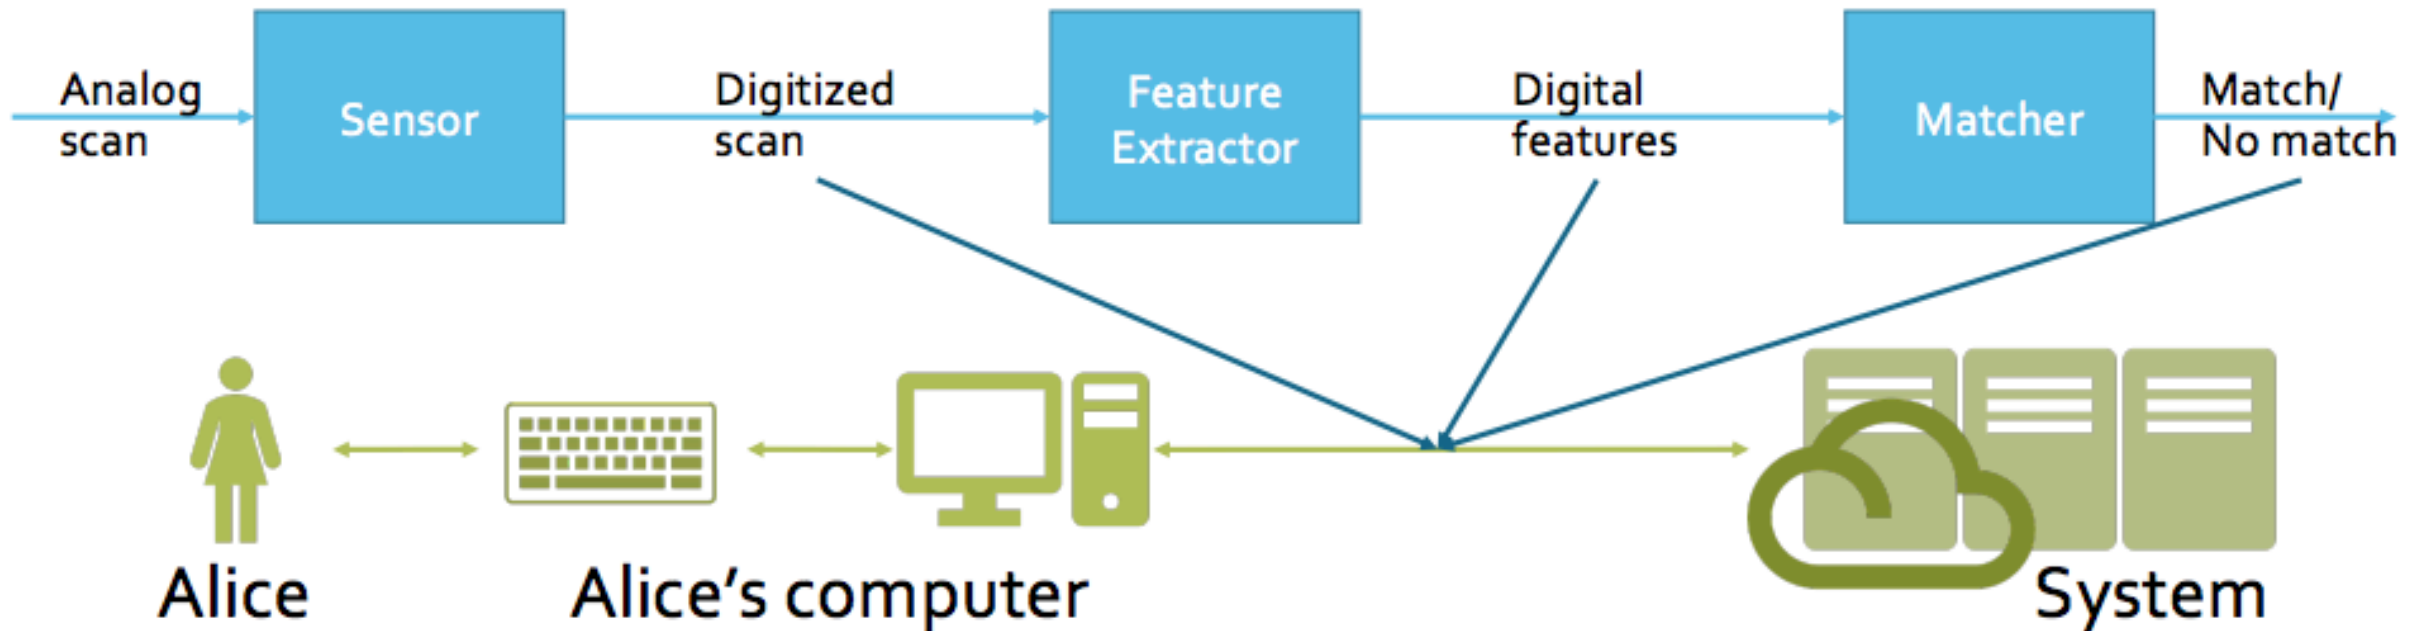 Analog
scan
Sensor
Digitized
scan
Feature
Extractor
Digital
features
Matcher
Match/
No match
Alice
Alice’s computer
System